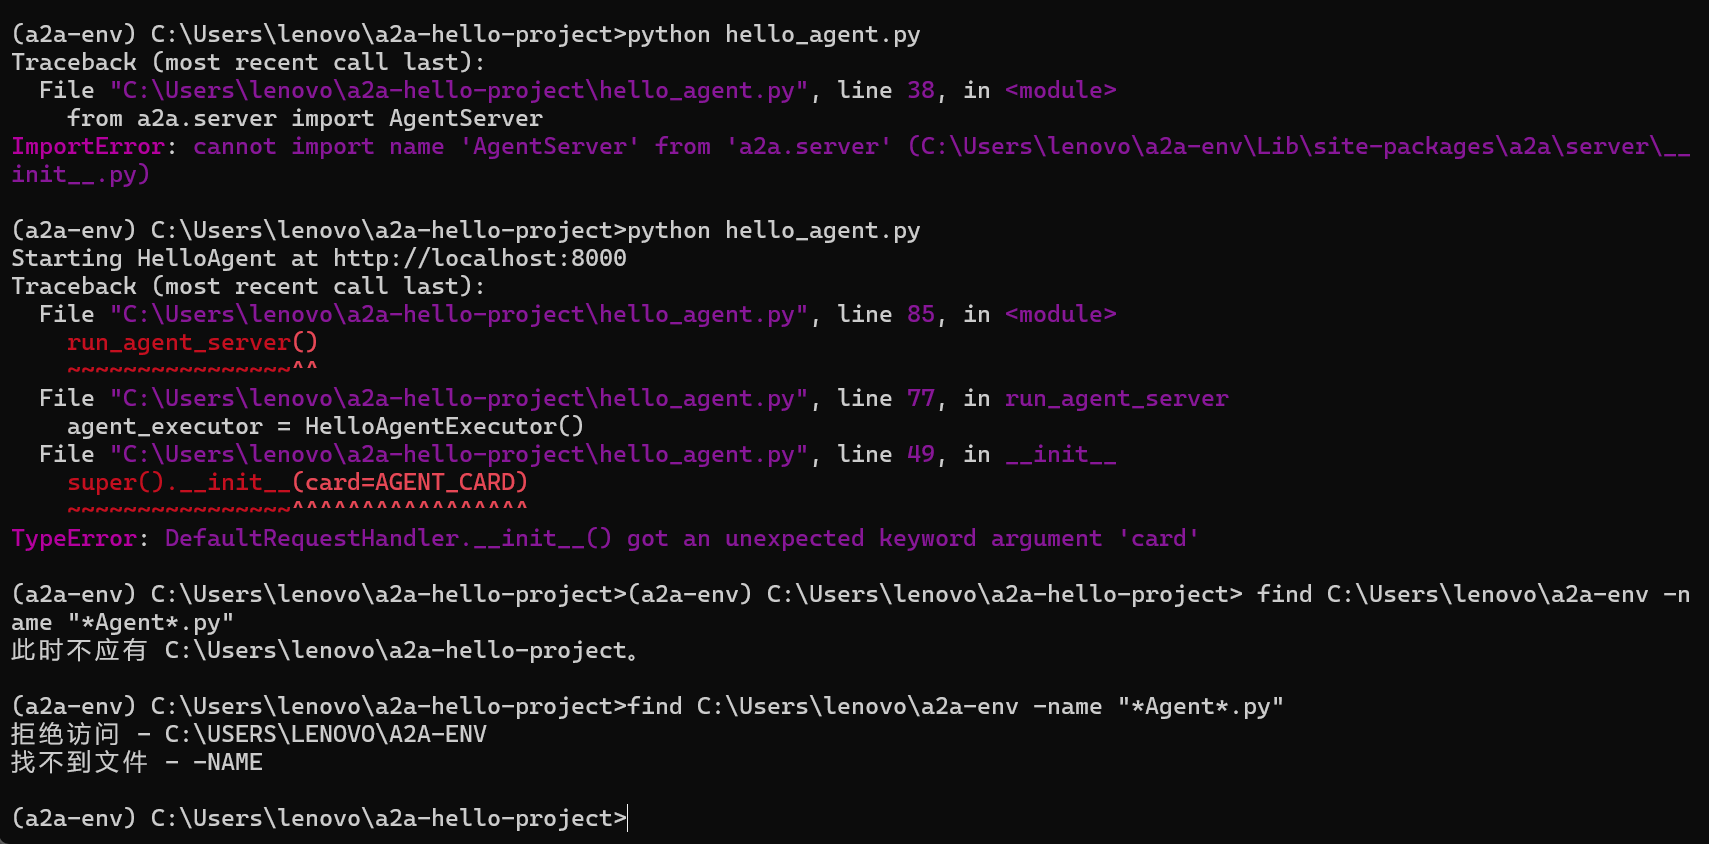 (a2a-env) C:\Users\lenovo\a2a-hello-project>python hello_agent.py
Traceback (most recent call last):
  File "C:\Users\lenovo\a2a-hello-project\hello_agent.py", line 38, in <module>
    from a2a.server import AgentServer
ImportError: cannot import name 'AgentServer' from 'a2a.server' (C:\Users\lenovo\a2a-env\Lib\site-packages\a2a\server\__
init__.py)
(a2a-env) C:\Users\lenovo\a2a-hello-project>python hello_agent.py
Starting HelloAgent at http://localhost:8000
Traceback (most recent call last):
  File "C:\Users\lenovo\a2a-hello-project\hello_agent.py", line 85, in <module>
    run_agent_server()
    ~~~~~~~~~~~~~~~~^^
  File "C:\Users\lenovo\a2a-hello-project\hello_agent.py", line 77, in run_agent_server
    agent_executor = HelloAgentExecutor()
  File "C:\Users\lenovo\a2a-hello-project\hello_agent.py", line 49, in __init__
    super().__init__(card=AGENT_CARD)
    ~~~~~~~~~~~~~~~~^^^^^^^^^^^^^^^^^
TypeError: DefaultRequestHandler.__init__() got an unexpected keyword argument 'card'
(a2a-env) C:\Users\lenovo\a2a-hello-project>(a2a-env) C:\Users\lenovo\a2a-hello-project> find C:\Users\lenovo\a2a-env -n
ame "*Agent*.py"
此时不应有 C:\Users\lenovo\a2a-hello-project。
(a2a-env) C:\Users\lenovo\a2a-hello-project>find C:\Users\lenovo\a2a-env -name "*Agent*.py"
拒绝访问 - C:\USERS\LENOVO\A2A-ENV
找不到文件 - -NAME
(a2a-env) C:\Users\lenovo\a2a-hello-project>